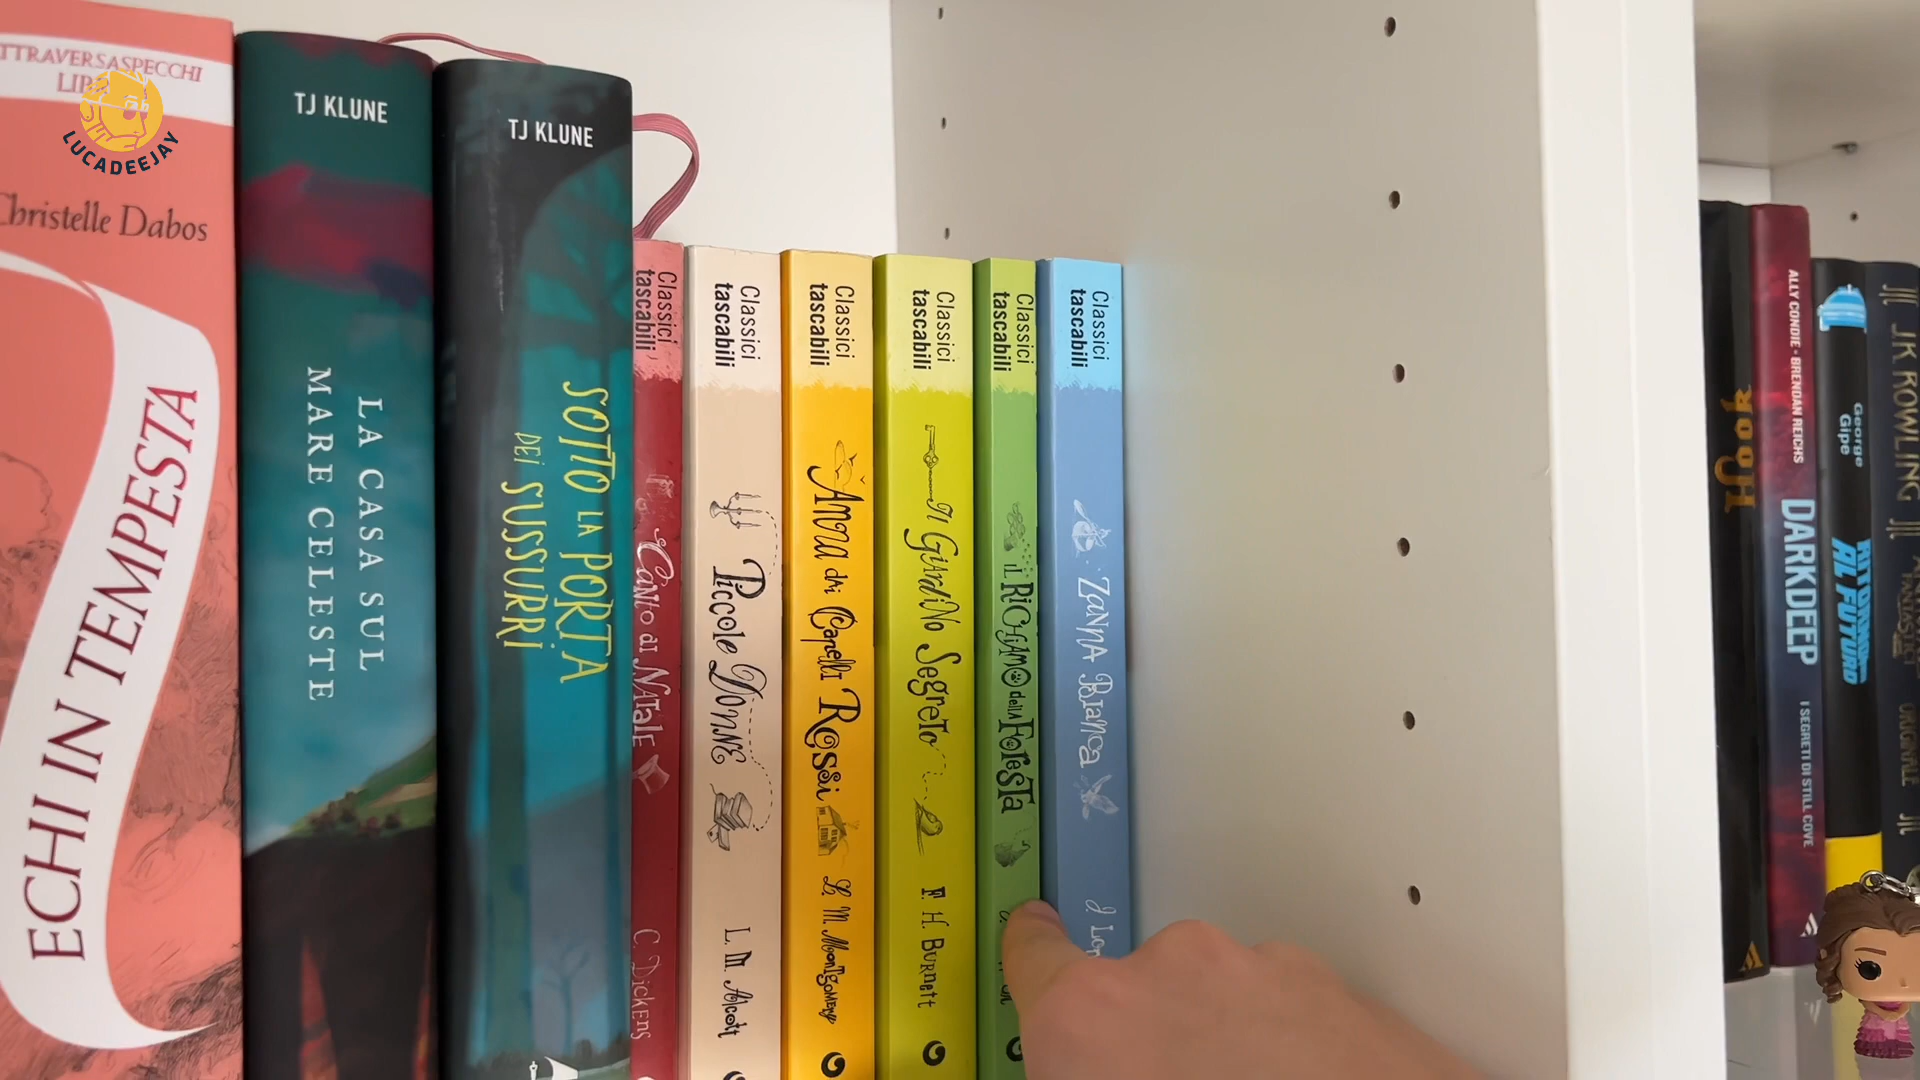 LUCADEEJAY
Christelle Dabos
ECHI IN TEMPESTA
TJ KLUNE
LA CASA SUL
MARE CELESTE
TJ KLUNE
SOTTO LA PORTA
DEI SUSSURRI
Classici
tascabili
Canto di Natale
C. Dickens
Classici
tascabili
Piccole Donne
L. M. Alcott
Classici
tascabili
Anna dai Capelli Rossi
L. M. Montgomery
Classici
tascabili
Il Giardino Segreto
F. H. Burnett
Classici
tascabili
il Richiamo della Foresta
Classici
tascabili
Zanna Bianca
J.
ALLY CONDIE • BRENDAN REICHS
DARKDEEP
I SEGRETI DI STILL COVE
George
Gipe
RITORNO
AL FUTURO
J.K. ROWLING